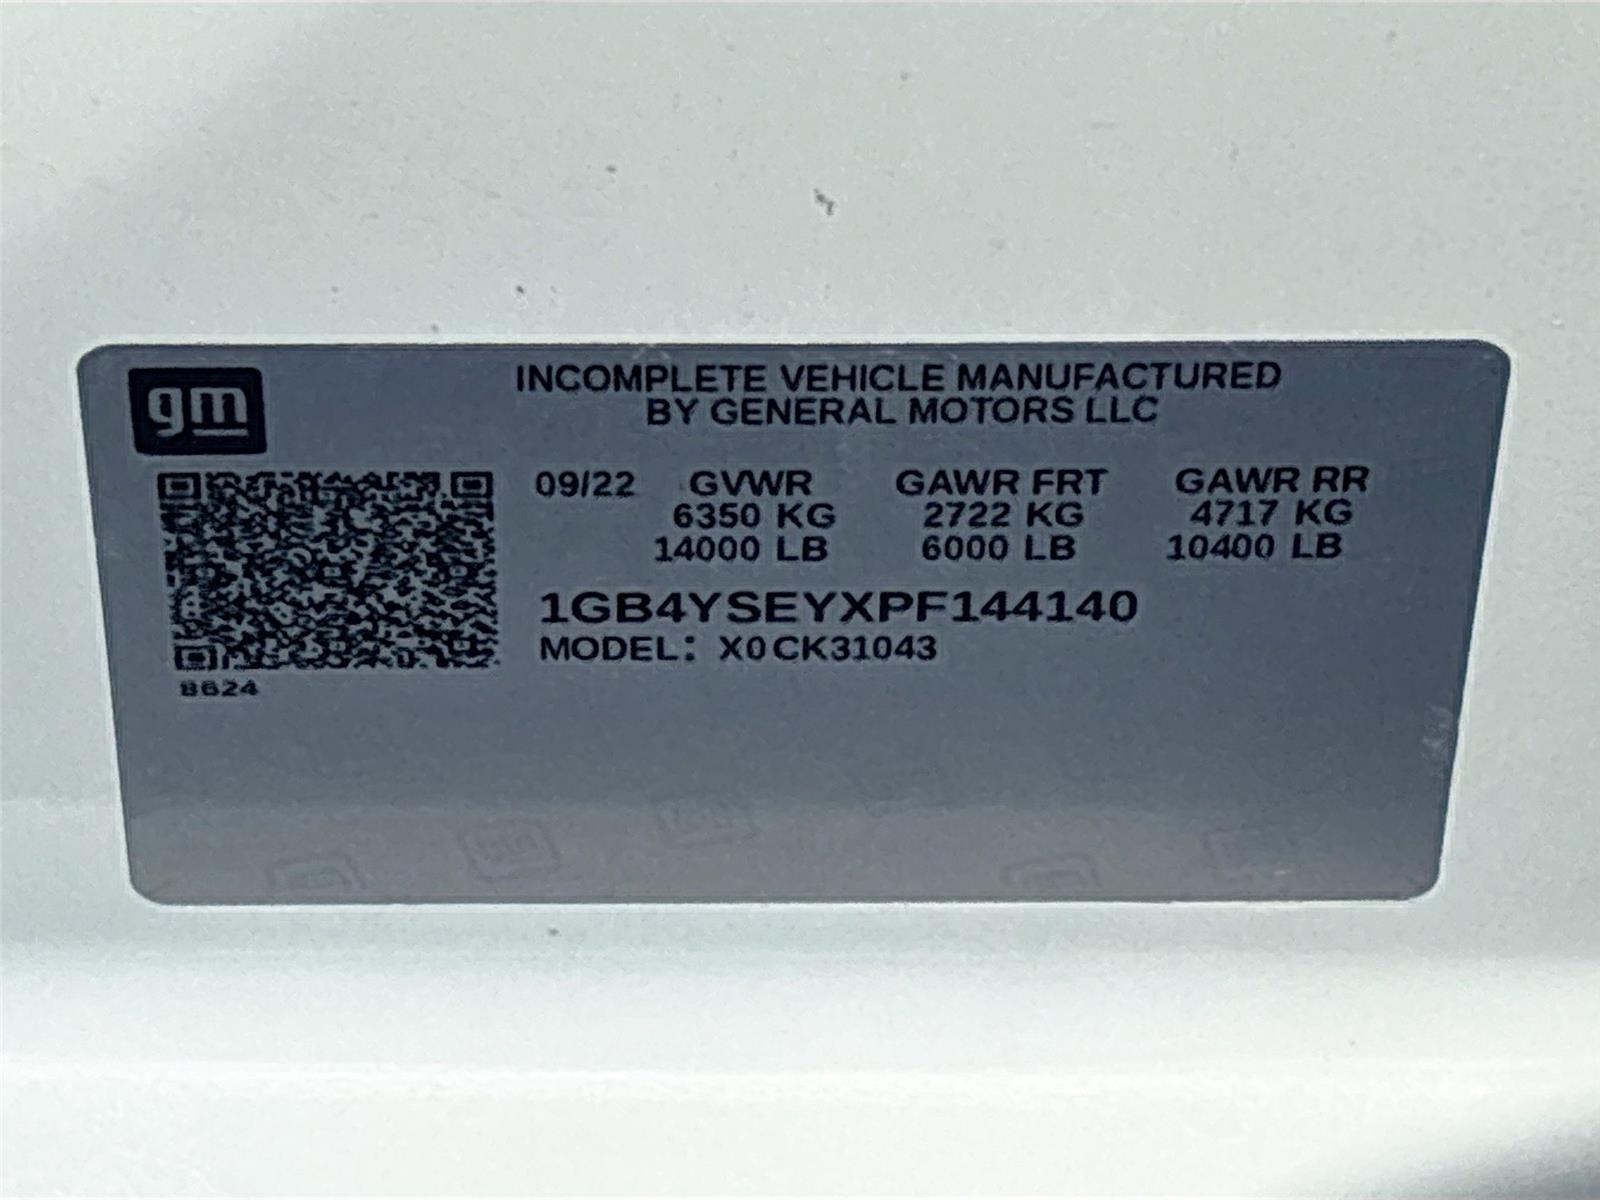 gm
INCOMPLETE VEHICLE MANUFACTURED
BY GENERAL MOTORS LLC
09/22 GVWR GAWR FRT GAWR RR
6350 KG 2722 KG 4717 KG
14000 LB 6000 LB 10400 LB
1GB4YSEYXPF144140
MODEL: X0CK31043
8624